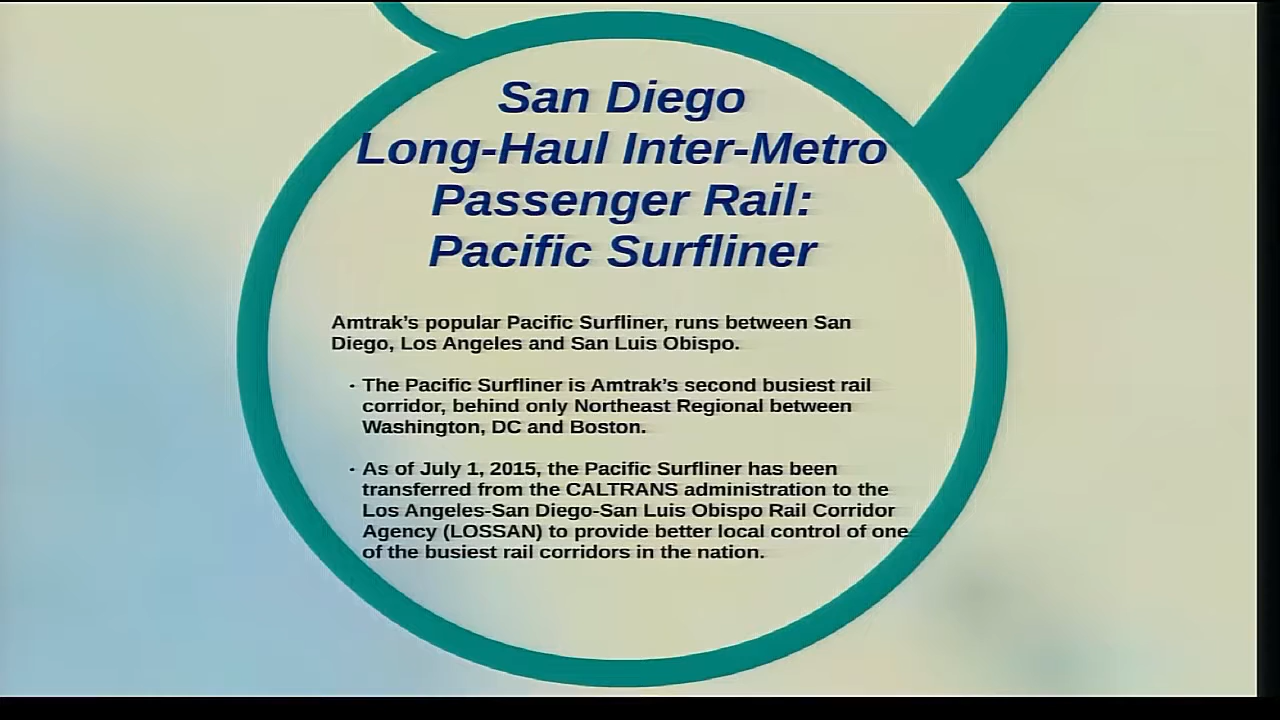 San Diego
Long-Haul Inter-Metro
Passenger Rail:
Pacific Surfliner
Amtrak’s popular Pacific Surfliner, runs between San
Diego, Los Angeles and San Luis Obispo.
· The Pacific Surfliner is Amtrak’s second busiest rail
corridor, behind only Northeast Regional between
Washington, DC and Boston.
· As of July 1, 2015, the Pacific Surfliner has been
transferred from the CALTRANS administration to the
Los Angeles-San Diego-San Luis Obispo Rail Corridor
Agency (LOSSAN) to provide better local control of one
of the busiest rail corridors in the nation.